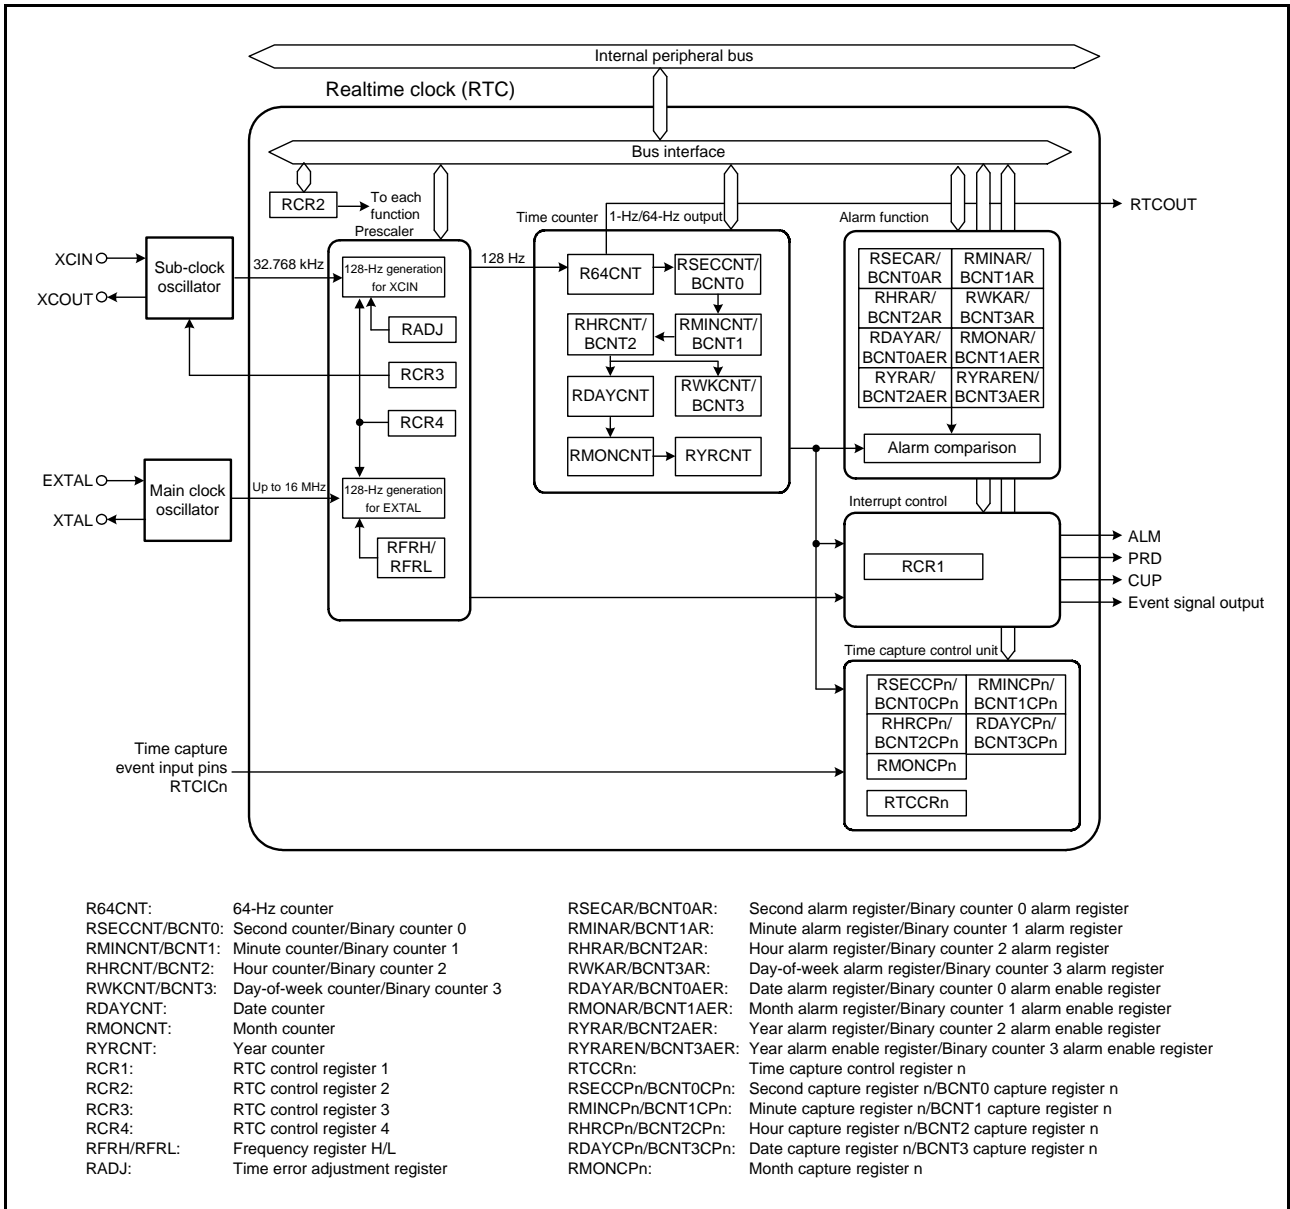 Internal peripheral bus
Realtime clock (RTC)
Bus interface
RCR2
To each
function
Prescaler
Time counter
1-Hz/64-Hz output
Alarm function
RTCOUT
XCIN
XCOUT
Sub-clock
oscillator
32.768 kHz
128-Hz generation
for XCIN
RADJ
RCR3
RCR4
128 Hz
R64CNT
RSECCNT/
BCNT0
RHRCNT/
BCNT2
RMINCNT/
BCNT1
RDAYCNT
RWKCNT/
BCNT3
RMONCNT
RYRCNT
RSECAR/
BCNT0AR
RMINAR/
BCNT1AR
RHRAR/
BCNT2AR
RWKAR/
BCNT3AR
RDAYAR/
BCNT0AER
RMONAR/
BCNT1AER
RYRAR/
BCNT2AER
RYRAREN/
BCNT3AER
Alarm comparison
EXTAL
XTAL
Main clock
oscillator
Up to 16 MHz
128-Hz generation
for EXTAL
RFRH/
RFRL
Interrupt control
RCR1
ALM
PRD
CUP
Event signal output
Time capture control unit
RSECCPn/
BCNT0CPn
RMINCPn/
BCNT1CPn
RHRCPn/
BCNT2CPn
RDAYCPn/
BCNT3CPn
RMONCPn
RTCCRn
Time capture
event input pins
RTCICn
R64CNT: 64-Hz counter
RSECCNT/BCNT0: Second counter/Binary counter 0
RMINCNT/BCNT1: Minute counter/Binary counter 1
RHRCNT/BCNT2: Hour counter/Binary counter 2
RWKCNT/BCNT3: Day-of-week counter/Binary counter 3
RDAYCNT: Date counter
RMONCNT: Month counter
RYRCNT: Year counter
RCR1: RTC control register 1
RCR2: RTC control register 2
RCR3: RTC control register 3
RCR4: RTC control register 4
RFRH/RFRL: Frequency register H/L
RADJ: Time error adjustment register
RSECAR/BCNT0AR: Second alarm register/Binary counter 0 alarm register
RMINAR/BCNT1AR: Minute alarm register/Binary counter 1 alarm register
RHRAR/BCNT2AR: Hour alarm register/Binary counter 2 alarm register
RWKAR/BCNT3AR: Day-of-week alarm register/Binary counter 3 alarm register
RDAYAR/BCNT0AER: Date alarm register/Binary counter 0 alarm enable register
RMONAR/BCNT1AER: Month alarm register/Binary counter 1 alarm enable register
RYRAR/BCNT2AER: Year alarm register/Binary counter 2 alarm enable register
RYRAREN/BCNT3AER: Year alarm enable register/Binary counter 3 alarm enable register
RTCCRn: Time capture control register n
RSECCPn/BCNT0CPn: Second capture register n/BCNT0 capture register n
RMINCPn/BCNT1CPn: Minute capture register n/BCNT1 capture register n
RHRCPn/BCNT2CPn: Hour capture register n/BCNT2 capture register n
RDAYCPn/BCNT3CPn: Date capture register n/BCNT3 capture register n
RMONCPn: Month capture register n